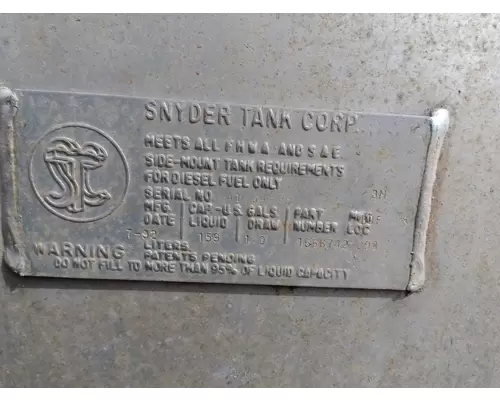 SNYDER TANK CORP
MEETS ALL F H W A AND S A E
SIDE-MOUNT TANK REQUIREMENTS
FOR DIESEL FUEL ONLY
SERIAL NO.
MFG CAP-U.S. GALS PART
DATE LIQUID DRAW NUMBER LOC
159
LITERS
PATENTS PENDING
WARNING
DO NOT FILL TO MORE THAN 95% OF LIQUID CAPACITY